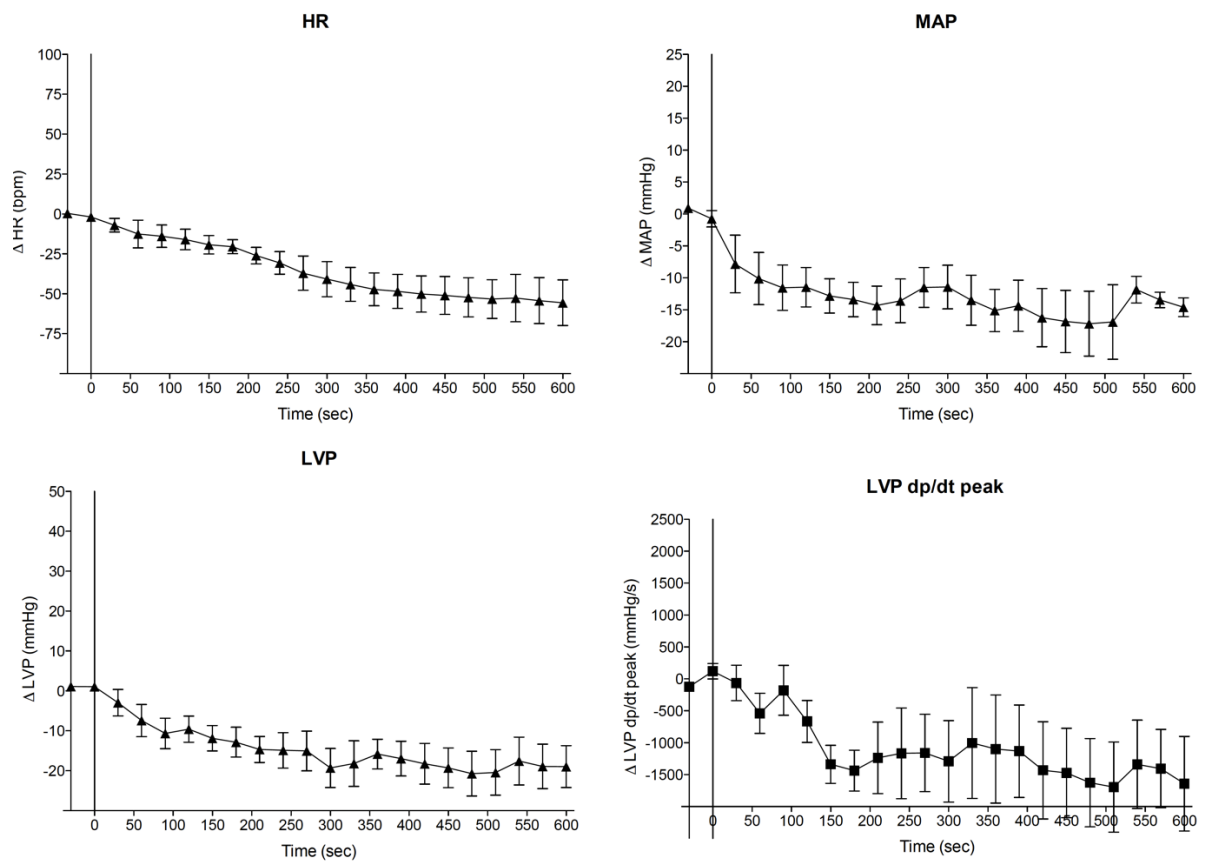 HR
100
75
50
25
0
-25
-50
-75
Δ HR (bpm)
0 50 100 150 200 250 300 350 400 450 500 550 600
Time (sec)
MAP
25
20
15
10
5
0
-5
-10
-15
-20
Δ MAP (mmHg)
0 50 100 150 200 250 300 350 400 450 500 550 600
Time (sec)
LVP
50
40
30
20
10
0
-10
-20
Δ LVP (mmHg)
0 50 100 150 200 250 300 350 400 450 500 550 600
Time (sec)
LVP dp/dt peak
2500
2000
1500
1000
500
0
-500
-1000
-1500
Δ LVP dp/dt peak (mmHg/s)
0 50 100 150 200 250 300 350 400 450 500 550 600
Time (sec)